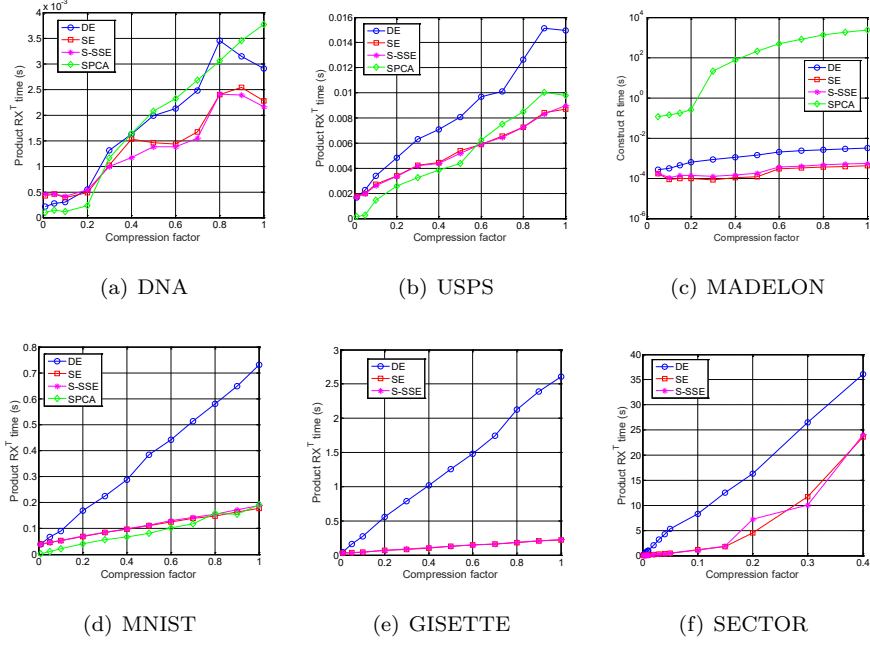 x 10^-3
4
3.5
3
2.5
2
1.5
1
0.5
0
DE
SE
S-SSE
SPCA
Product RX^T time (s)
0 0.2 0.4 0.6 0.8 1
Compression factor
(a) DNA
0.016
0.014
0.012
0.01
0.008
0.006
0.004
0.002
0
DE
SE
S-SSE
SPCA
Product RX^T time (s)
0 0.2 0.4 0.6 0.8 1
Compression factor
(b) USPS
10^4
10^2
10^0
10^-2
10^-4
10^-6
DE
SE
S-SSE
SPCA
Construct R time (s)
0 0.2 0.4 0.6 0.8 1
Compression factor
(c) MADELON
0.8
0.7
0.6
0.5
0.4
0.3
0.2
0.1
0
DE
SE
S-SSE
SPCA
Product RX^T time (s)
0 0.2 0.4 0.6 0.8 1
Compression factor
(d) MNIST
3
2.5
2
1.5
1
0.5
0
DE
SE
S-SSE
Product RX^T time (s)
0 0.2 0.4 0.6 0.8 1
Compression factor
(e) GISETTE
40
35
30
25
20
15
10
5
0
DE
SE
S-SSE
Product RX^T time (s)
0 0.1 0.2 0.3 0.4
Compression factor
(f) SECTOR